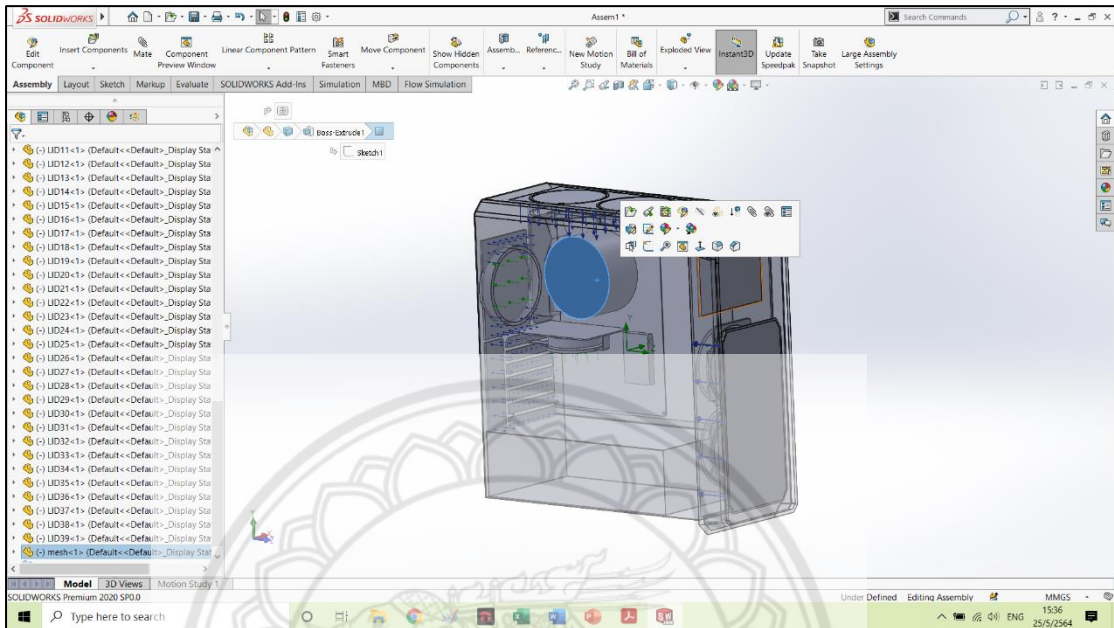 SOLIDWORKS
Assem1 *
Search Commands
Edit Component
Insert Components
Mate
Component Preview Window
Linear Component Pattern
Smart Fasteners
Move Component
Show Hidden Components
Assemb...
Referenc...
New Motion Study
Bill of Materials
Exploded View
Instant3D
Update Speedpak
Take Snapshot
Large Assembly Settings
Assembly Layout Sketch Markup Evaluate SOLIDWORKS Add-Ins Simulation MBD Flow Simulation
Boss-Extrude1
Sketch1
(-) LID11<1> (Default<<Default>_Display Sta
(-) LID12<1> (Default<<Default>_Display Sta
(-) LID13<1> (Default<<Default>_Display Sta
(-) LID14<1> (Default<<Default>_Display Sta
(-) LID15<1> (Default<<Default>_Display Sta
(-) LID16<1> (Default<<Default>_Display Sta
(-) LID17<1> (Default<<Default>_Display Sta
(-) LID18<1> (Default<<Default>_Display Sta
(-) LID19<1> (Default<<Default>_Display Sta
(-) LID20<1> (Default<<Default>_Display Sta
(-) LID21<1> (Default<<Default>_Display Sta
(-) LID22<1> (Default<<Default>_Display Sta
(-) LID23<1> (Default<<Default>_Display Sta
(-) LID24<1> (Default<<Default>_Display Sta
(-) LID25<1> (Default<<Default>_Display Sta
(-) LID26<1> (Default<<Default>_Display Sta
(-) LID27<1> (Default<<Default>_Display Sta
(-) LID28<1> (Default<<Default>_Display Sta
(-) LID29<1> (Default<<Default>_Display Sta
(-) LID30<1> (Default<<Default>_Display Sta
(-) LID31<1> (Default<<Default>_Display Sta
(-) LID32<1> (Default<<Default>_Display Sta
(-) LID33<1> (Default<<Default>_Display Sta
(-) LID34<1> (Default<<Default>_Display Sta
(-) LID35<1> (Default<<Default>_Display Sta
(-) LID36<1> (Default<<Default>_Display Sta
(-) LID37<1> (Default<<Default>_Display Sta
(-) LID38<1> (Default<<Default>_Display Sta
(-) LID39<1> (Default<<Default>_Display Sta
(-) mesh<1> (Default<<Default>_Display Stat
Model 3D Views Motion Study 1
SOLIDWORKS Premium 2020 SP0.0
Under Defined Editing Assembly MMGS
Type here to search
ENG
15:36
25/5/2564